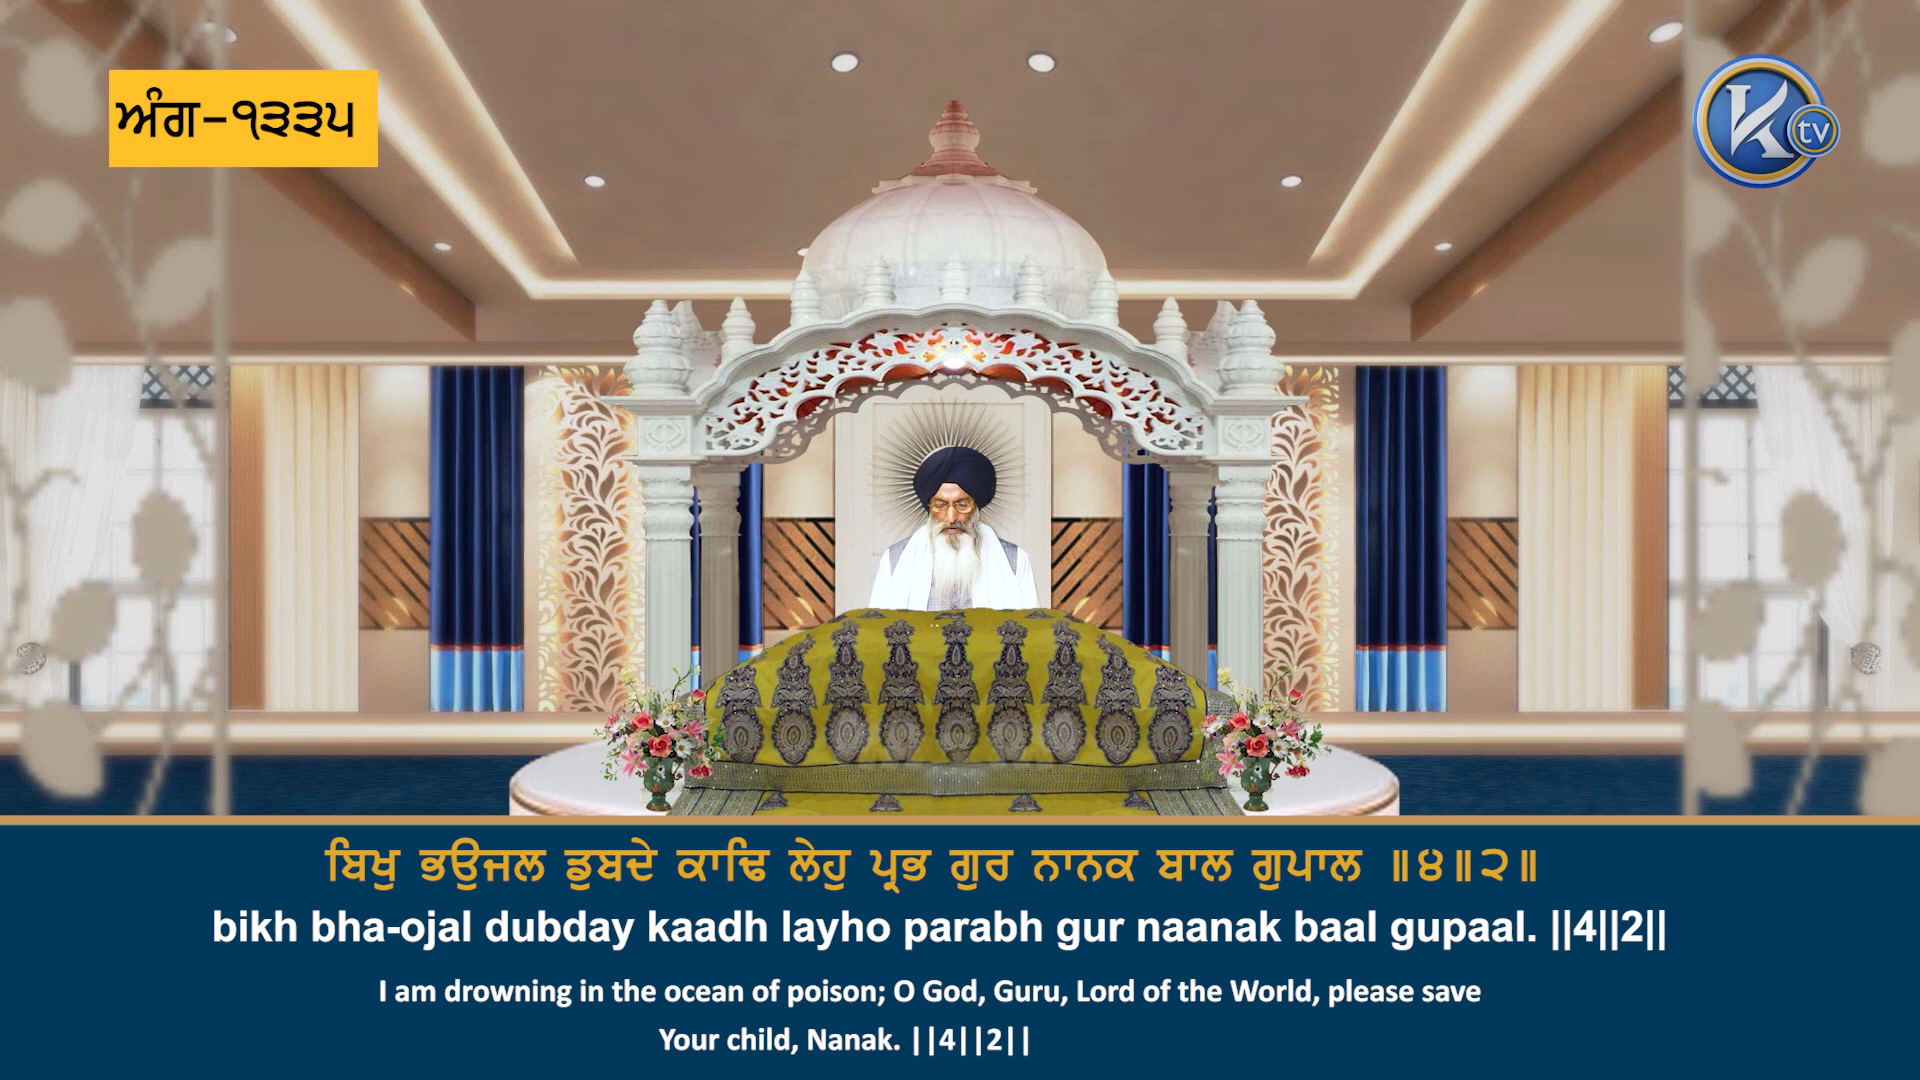 ਅੰਗ-੧੩੩੫
K tv
ਬਿਖੁ ਭਉਜਲ ਡੁਬਦੇ ਕਾਢਿ ਲੇਹੁ ਪ੍ਰਭ ਗੁਰ ਨਾਨਕ ਬਾਲ ਗੁਪਾਲ ॥੪॥੨॥
bikh bha-ojal dubday kaadh layho parabh gur naanak baal gupaal. ||4||2||
I am drowning in the ocean of poison; O God, Guru, Lord of the World, please save
Your child, Nanak. ||4||2||